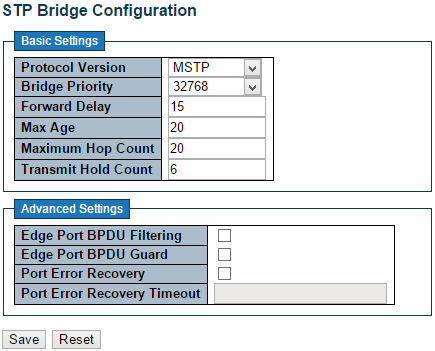 STP Bridge Configuration
Basic Settings
Protocol Version MSTP
Bridge Priority 32768
Forward Delay 15
Max Age 20
Maximum Hop Count 20
Transmit Hold Count 6
Advanced Settings
Edge Port BPDU Filtering
Edge Port BPDU Guard
Port Error Recovery
Port Error Recovery Timeout
Save Reset